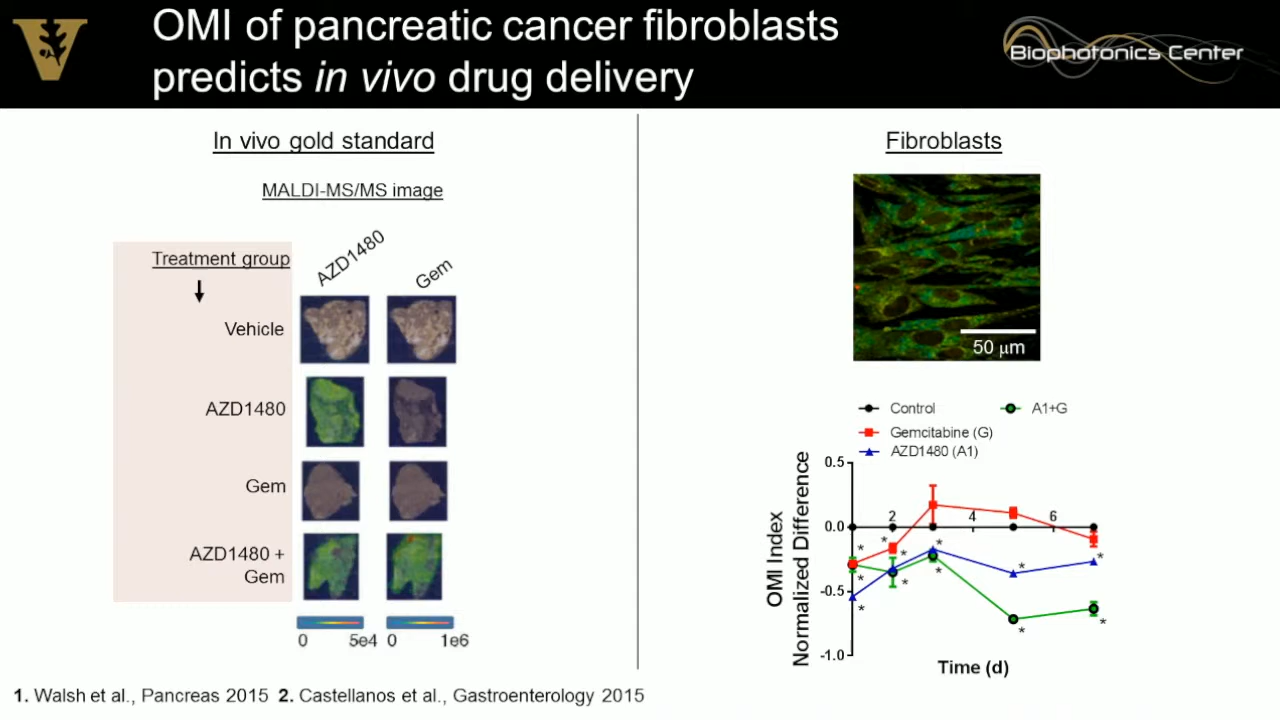 OMI of pancreatic cancer fibroblasts
predicts in vivo drug delivery
Biophotonics Center
In vivo gold standard
MALDI-MS/MS image
Treatment group
AZD1480
Gem
Vehicle
AZD1480
Gem
AZD1480 +
Gem
0 5e4 0 1e6
Fibroblasts
50 μm
Control
A1+G
Gemcitabine (G)
AZD1480 (A1)
OMI Index
Normalized Difference
0.5
0.0
-0.5
-1.0
2 4 6
* * * * * * * * * * * *
Time (d)
1. Walsh et al., Pancreas 2015 2. Castellanos et al., Gastroenterology 2015